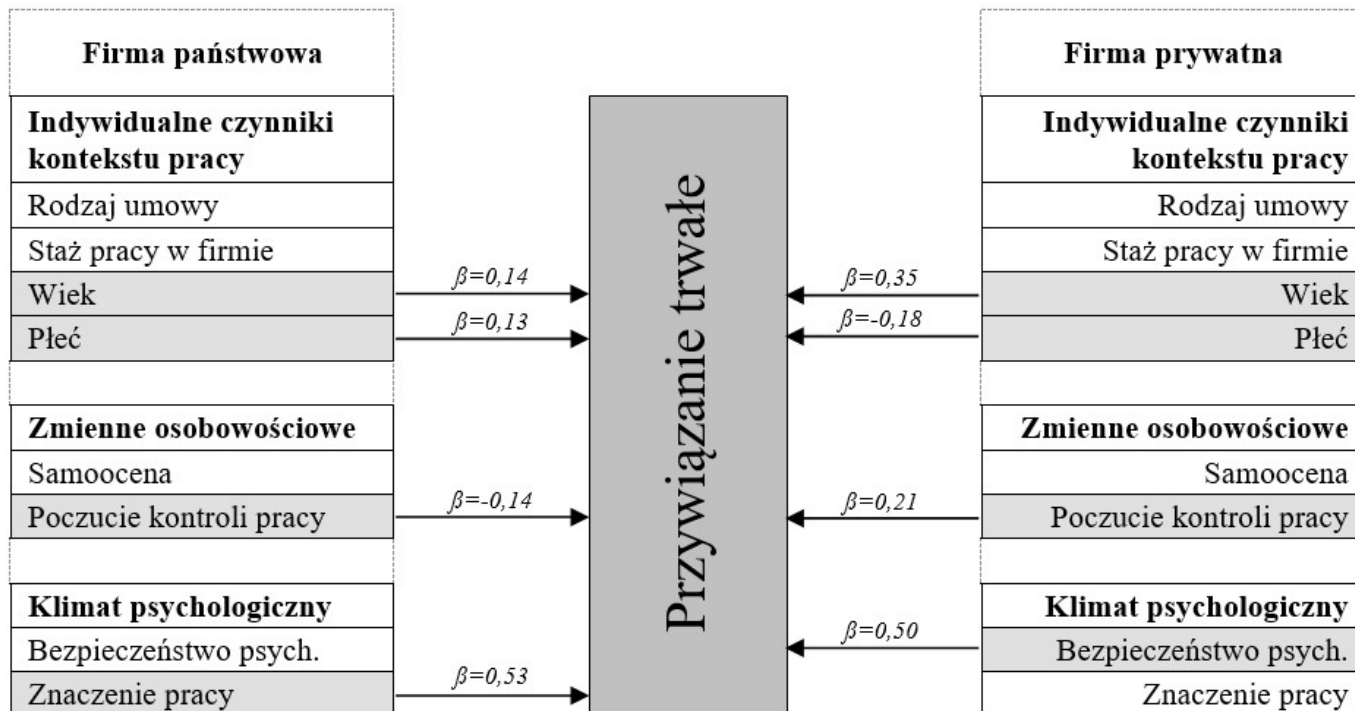 Firma państwowa
Indywidualne czynniki
kontekstu pracy
Rodzaj umowy
Staż pracy w firmie
Wiek
Płeć
Zmienne osobowościowe
Samoocena
Poczucie kontroli pracy
Klimat psychologiczny
Bezpieczeństwo psych.
Znaczenie pracy
β=0,14
β=0,13
β=-0,14
β=0,53
Przywiązanie trwałe
β=0,35
β=-0,18
β=0,21
β=0,50
Firma prywatna
Indywidualne czynniki
kontekstu pracy
Rodzaj umowy
Staż pracy w firmie
Wiek
Płeć
Zmienne osobowościowe
Samoocena
Poczucie kontroli pracy
Klimat psychologiczny
Bezpieczeństwo psych.
Znaczenie pracy